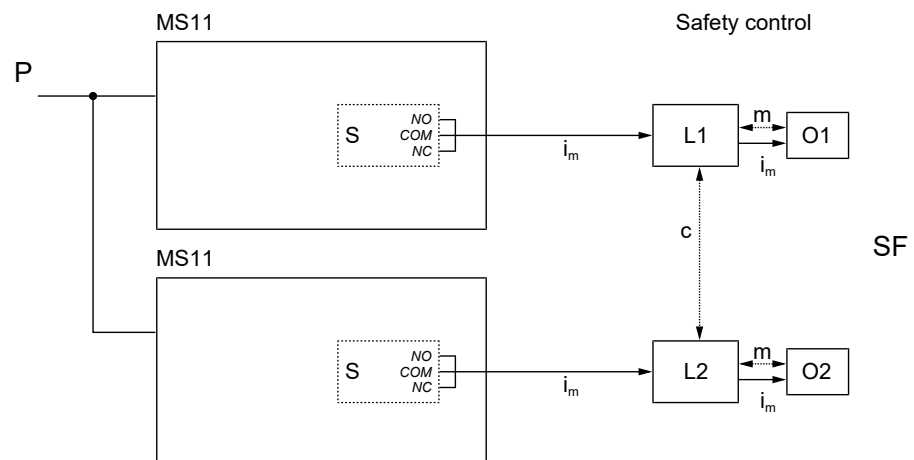 MS11
Safety control
P
S
NO
COM
NC
i_m
L1
m
O1
i_m
c
SF
MS11
S
NO
COM
NC
i_m
L2
m
O2
i_m